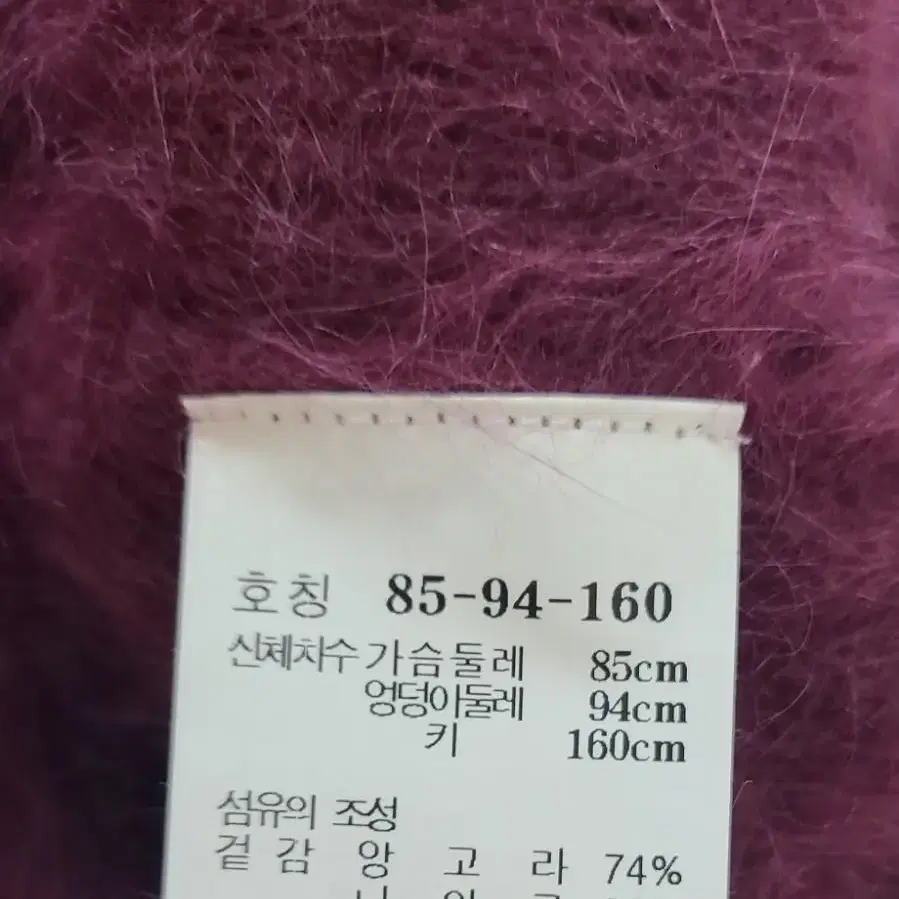 호칭 85-94-160
신체차수 가슴둘레 85cm
엉덩이둘레 94cm
키 160cm
섬유의 조성
겉감 앙고라 74%